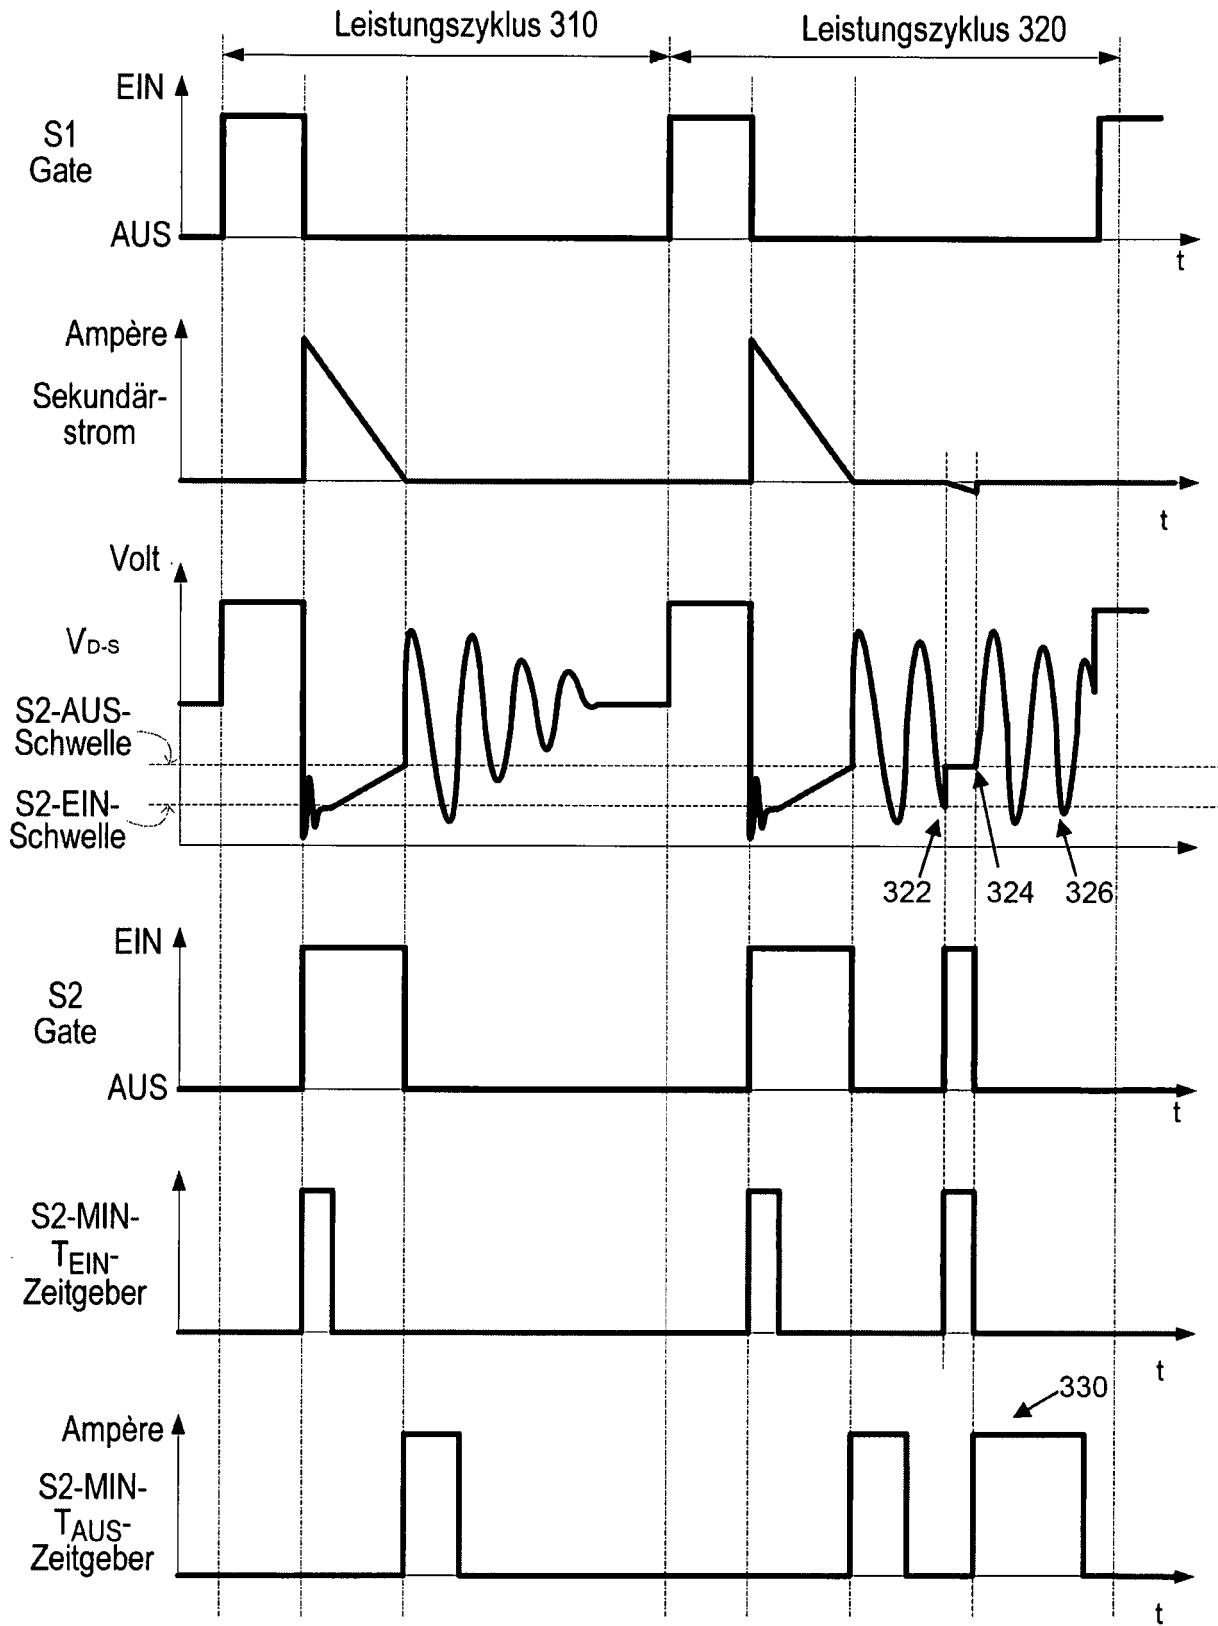 Leistungszyklus 310
Leistungszyklus 320
EIN
S1
Gate
AUS
t
Ampère
Sekundär-
strom
t
Volt
VD-S
S2-AUS-
Schwelle
S2-EIN-
Schwelle
322
324
326
EIN
S2
Gate
AUS
t
S2-MIN-
TEIN-
Zeitgeber
t
330
Ampère
S2-MIN-
TAUS-
Zeitgeber
t